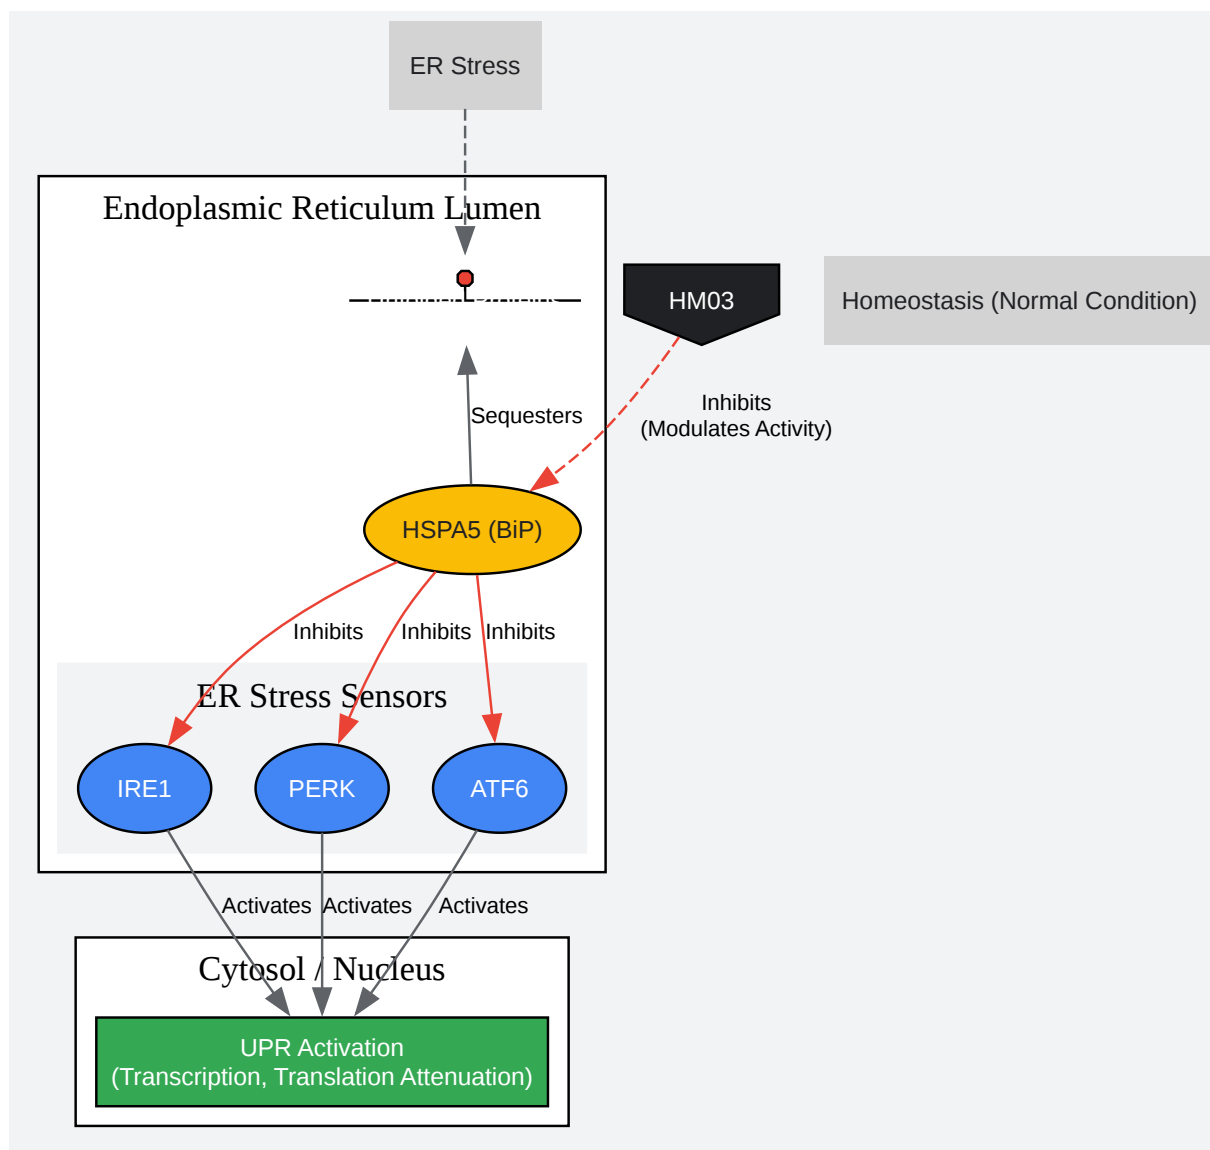 ER Stress
Endoplasmic Reticulum Lumen
HM03
Homeostasis (Normal Condition)
Inhibits
(Modulates Activity)
Sequesters
HSPA5 (BiP)
Inhibits
Inhibits
Inhibits
ER Stress Sensors
IRE1
PERK
ATF6
Activates
Activates
Activates
Cytosol / Nucleus
UPR Activation
(Transcription, Translation Attenuation)